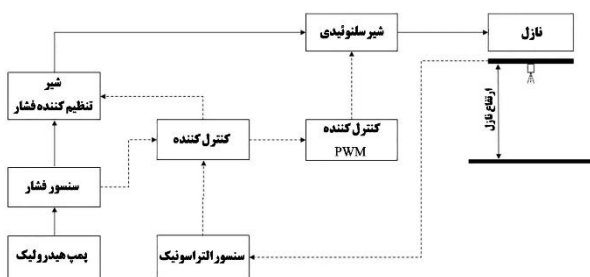 شیر سلنوئیدی
نازل
شیر
تنظیم کننده فشار
ارتفاع نازل
کنترل کننده
کنترل کننده
PWM
سنسور فشار
پمپ هیدرولیک
سنسور التراسونیک